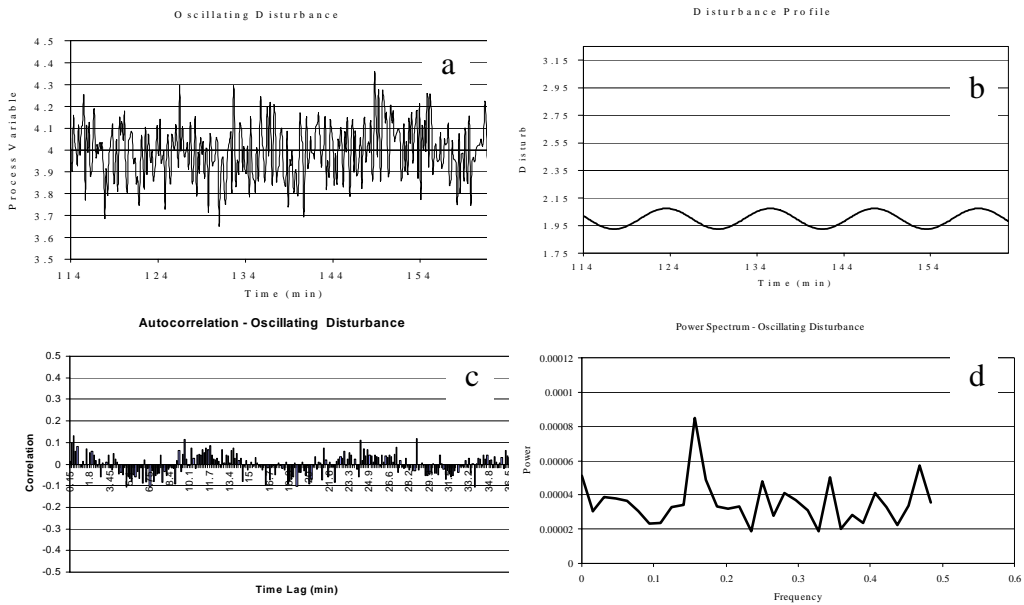 Oscillating Disturbance
4.5
4.4
4.3
4.2
4.1
4
3.9
3.8
3.7
3.6
3.5
Process Variable
a
114 124 134 144 154
Time (min)
Disturbance Profile
3.15
2.95
2.75
2.55
2.35
2.15
1.95
1.75
Disturb
b
114 124 134 144 154
Time (min)
Autocorrelation - Oscillating Disturbance
0.5
0.4
0.3
0.2
0.1
0
-0.1
-0.2
-0.3
-0.4
-0.5
Correlation
c
0.15 1.8 3.45 8.4 10.1 11.7 13.4 15 21.6 23.3 24.9 26.6 28.2 33.2 34.8
Time Lag (min)
Power Spectrum - Oscillating Disturbance
0.00012
0.0001
0.00008
0.00006
0.00004
0.00002
0
Power
d
0 0.1 0.2 0.3 0.4 0.5 0.6
Frequency